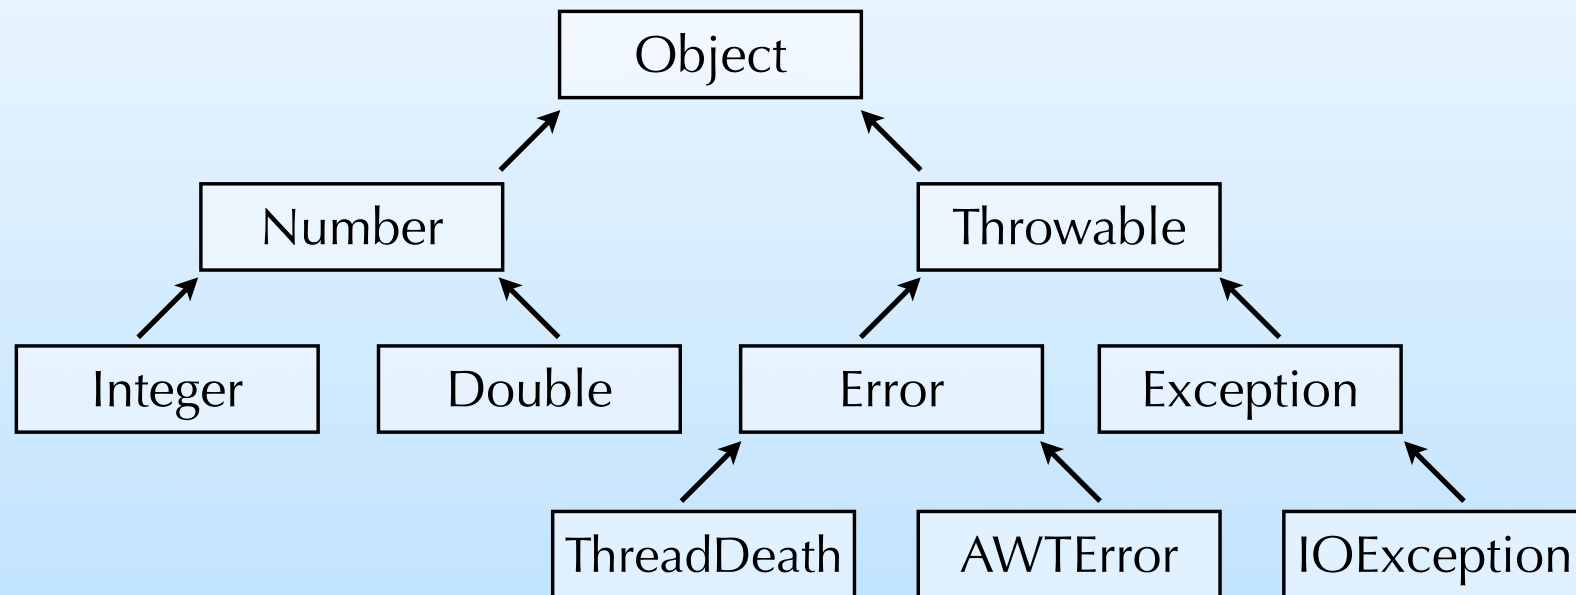 Object
Number
Throwable
Integer
Double
Error
Exception
ThreadDeath
AWTError
IOException